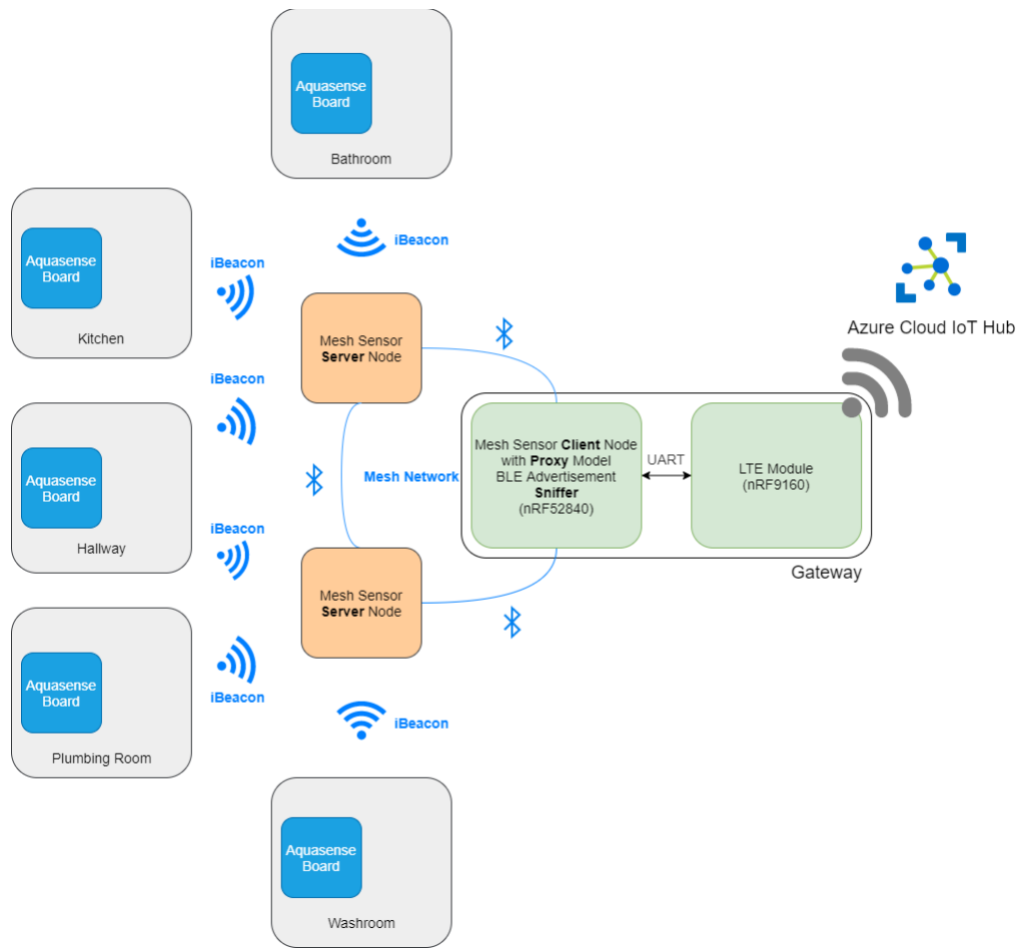 Aquasense
Board
Bathroom
iBeacon
Aquasense
Board
Kitchen
iBeacon
Mesh Sensor
Server Node
Azure Cloud IoT Hub
iBeacon
Aquasense
Board
Hallway
iBeacon
Mesh Network
Mesh Sensor Client Node
with Proxy Model
BLE Advertisement
Sniffer
(nRF52840)
UART
LTE Module
(nRF9160)
Gateway
Mesh Sensor
Server Node
Aquasense
Board
Plumbing Room
iBeacon
iBeacon
Aquasense
Board
Washroom